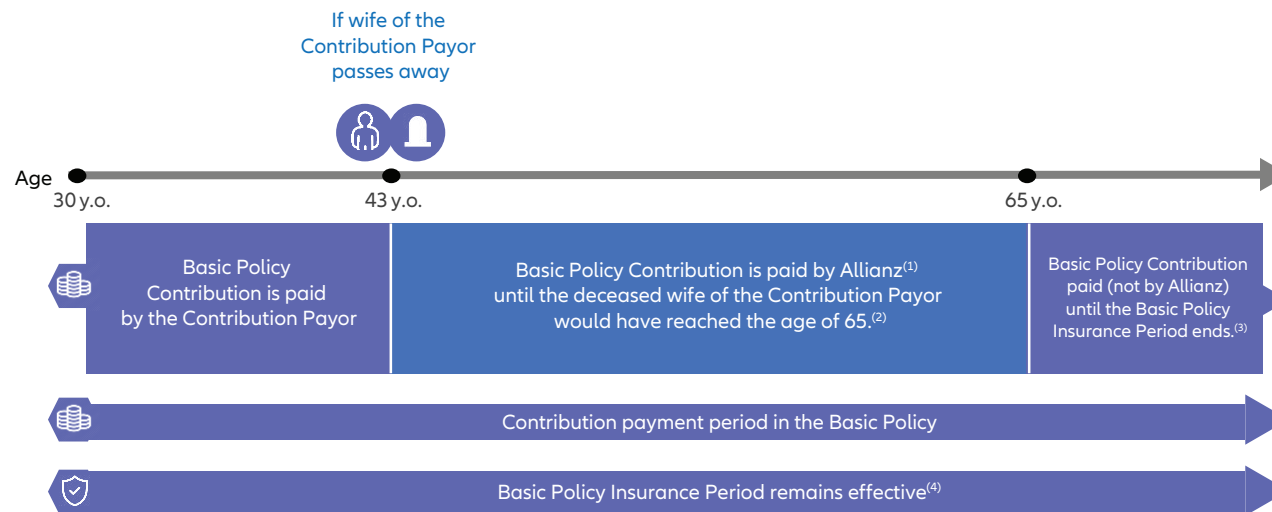 If wife of the
Contribution Payor
passes away
Age
30 y.o.
43 y.o.
65 y.o.
Basic Policy
Contribution is paid
by the Contribution Payor
Basic Policy Contribution is paid by Allianz(1)
until the deceased wife of the Contribution Payor
would have reached the age of 65.(2)
Basic Policy Contribution
paid (not by Allianz)
until the Basic Policy
Insurance Period ends.(3)
Contribution payment period in the Basic Policy
Basic Policy Insurance Period remains effective(4)